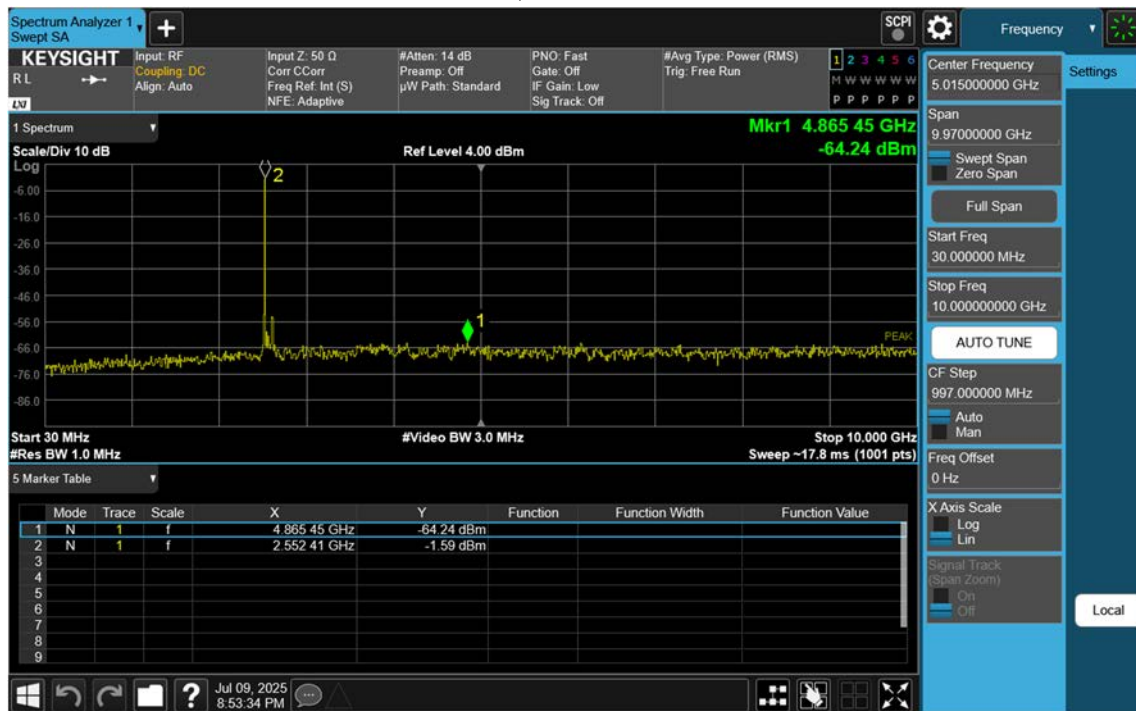 Spectrum Analyzer 1
Swept SA
SCPI
Frequency
KEYSIGHT
RL
LXI
Input: RF
Coupling: DC
Align: Auto
Input Z: 50 Ω
Corr CCorr
Freq Ref: Int (S)
NFE: Adaptive
#Atten: 14 dB
Preamp: Off
µW Path: Standard
PNO: Fast
Gate: Off
IF Gain: Low
Sig Track: Off
#Avg Type: Power (RMS)
Trig: Free Run
1 2 3 4 5 6
M W W W W W
P P P P P P
1 Spectrum
Scale/Div 10 dB
Log
Ref Level 4.00 dBm
Mkr1 4.865 45 GHz
-64.24 dBm
2
1
-6.00
-16.0
-26.0
-36.0
-46.0
-56.0
-66.0
-76.0
-86.0
PEAK
Start 30 MHz
#Res BW 1.0 MHz
#Video BW 3.0 MHz
Stop 10.000 GHz
Sweep ~17.8 ms (1001 pts)
5 Marker Table
Mode Trace Scale X Y Function Function Width Function Value
1 N 1 f 4.865 45 GHz -64.24 dBm
2 N 1 f 2.552 41 GHz -1.59 dBm
3
4
5
6
7
8
9
Center Frequency
5.015000000 GHz
Settings
Span
9.97000000 GHz
Swept Span
Zero Span
Full Span
Start Freq
30.000000 MHz
Stop Freq
10.000000000 GHz
AUTO TUNE
CF Step
997.000000 MHz
Auto
Man
Freq Offset
0 Hz
X Axis Scale
Log
Lin
Signal Track
(Span Zoom)
On
Off
Local
?
Jul 09, 2025
8:53:34 PM